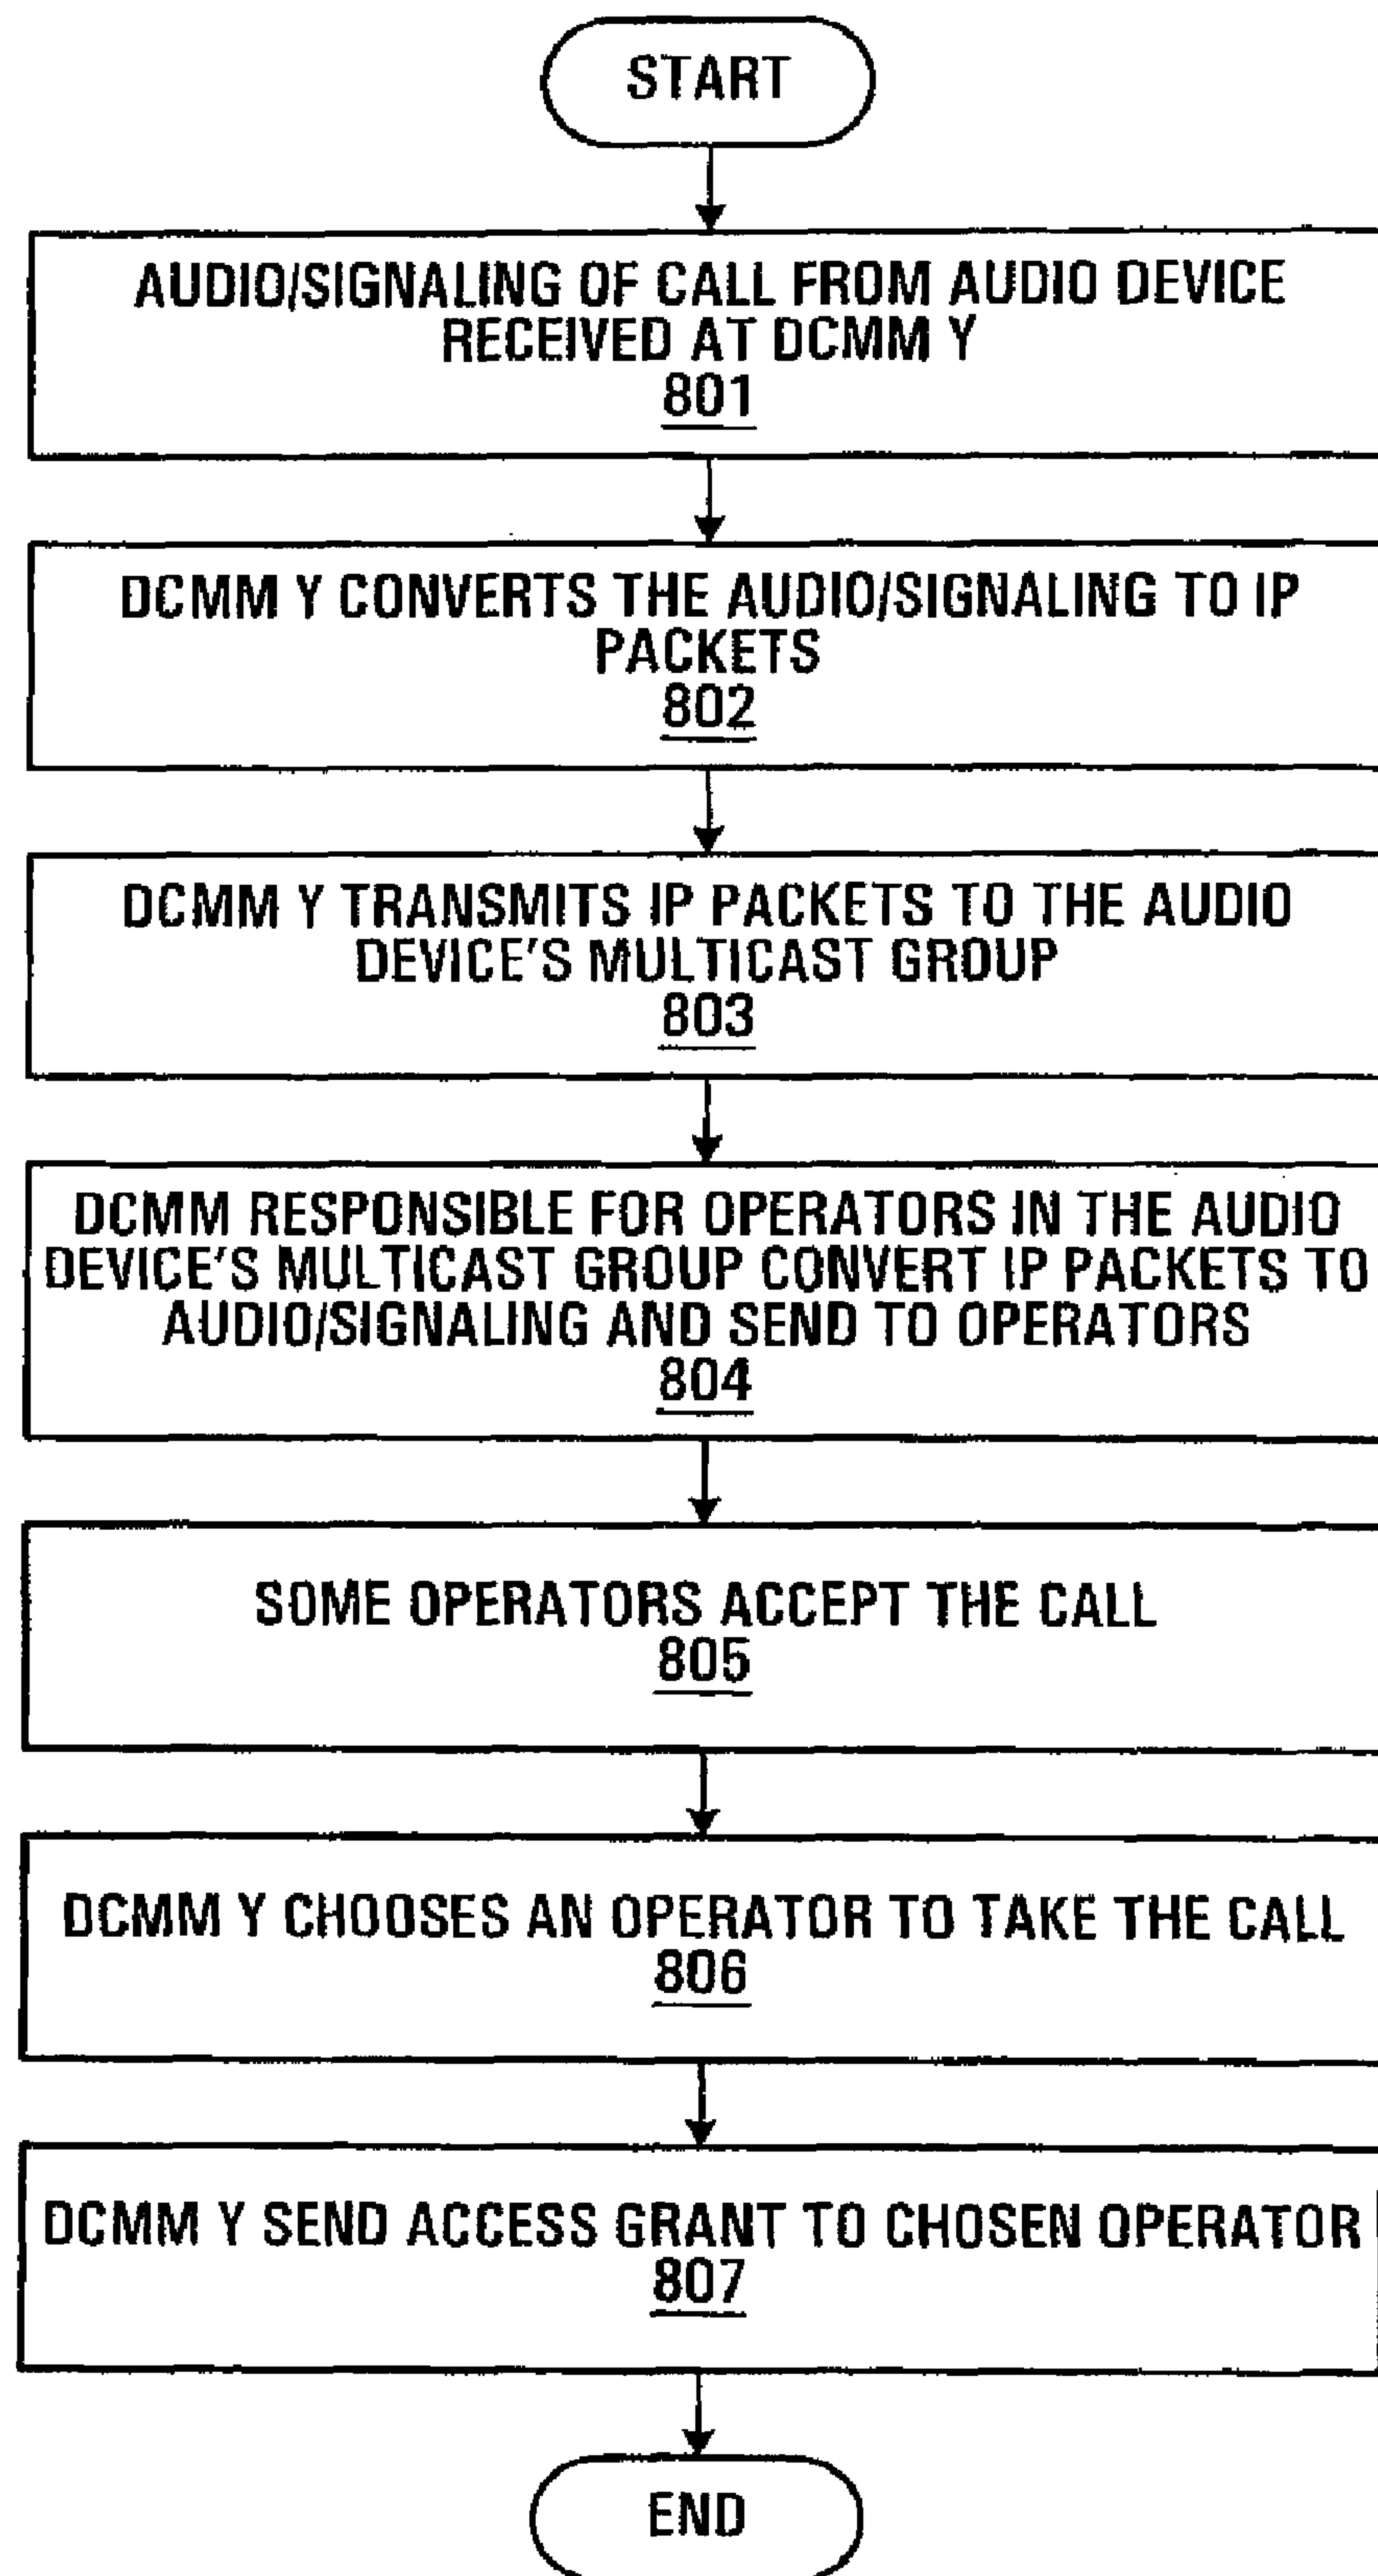 START
AUDIO/SIGNALING OF CALL FROM AUDIO DEVICE
RECEIVED AT DCMM Y
801
DCMM Y CONVERTS THE AUDIO/SIGNALING TO IP
PACKETS
802
DCMM Y TRANSMITS IP PACKETS TO THE AUDIO
DEVICE'S MULTICAST GROUP
803
DCMM RESPONSIBLE FOR OPERATORS IN THE AUDIO
DEVICE'S MULTICAST GROUP CONVERT IP PACKETS TO
AUDIO/SIGNALING AND SEND TO OPERATORS
804
SOME OPERATORS ACCEPT THE CALL
805
DCMM Y CHOOSES AN OPERATOR TO TAKE THE CALL
806
DCMM Y SEND ACCESS GRANT TO CHOSEN OPERATOR
807
END